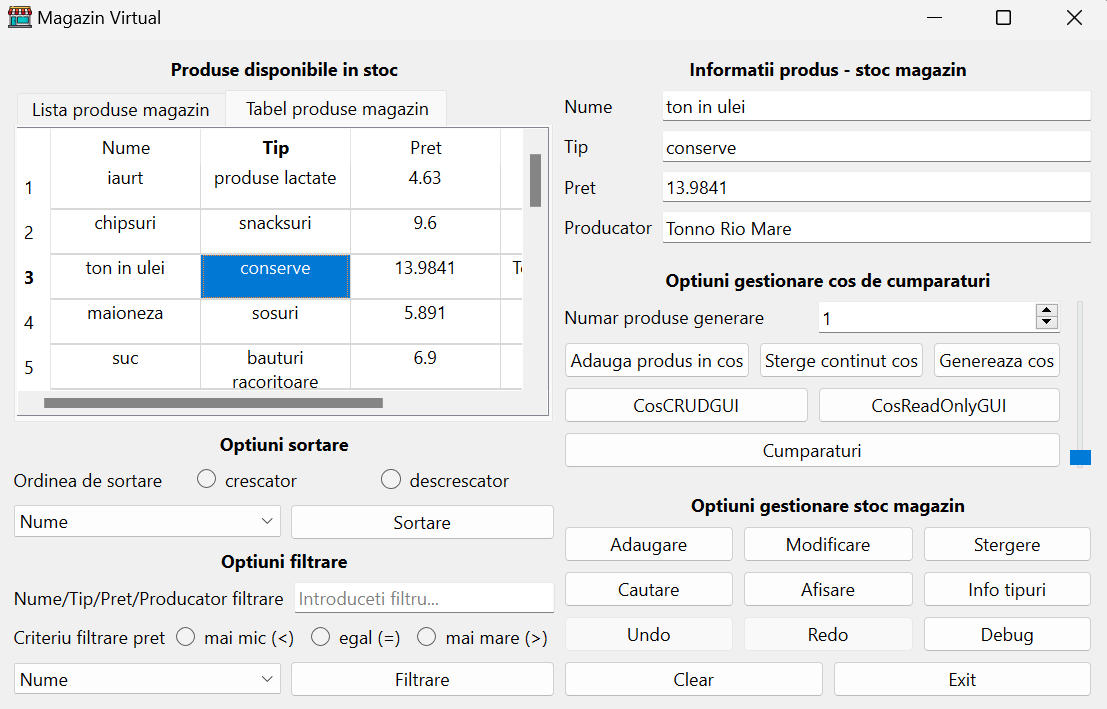 Magazin Virtual
Produse disponibile in stoc
Lista produse magazin
Tabel produse magazin
Nume Tip Pret
1 iaurt produse lactate 4.63
2 chipsuri snacksuri 9.6
3 ton in ulei conserve 13.9841
4 maioneza sosuri 5.891
5 suc bauturi racoritoare 6.9
Optiuni sortare
Ordinea de sortare crescator descrescator
Nume Sortare
Optiuni filtrare
Nume/Tip/Pret/Producator filtrare Introduceti filtru...
Criteriu filtrare pret mai mic (<) egal (=) mai mare (>)
Nume Filtrare
Informatii produs - stoc magazin
Nume ton in ulei
Tip conserve
Pret 13.9841
Producator Tonno Rio Mare
Optiuni gestionare cos de cumparaturi
Numar produse generare 1
Adauga produs in cos Sterge continut cos Genereaza cos
CosCRUDGUI CosReadOnlyGUI
Cumparaturi
Optiuni gestionare stoc magazin
Adaugare Modificare Stergere
Cautare Afisare Info tipuri
Undo Redo Debug
Clear Exit